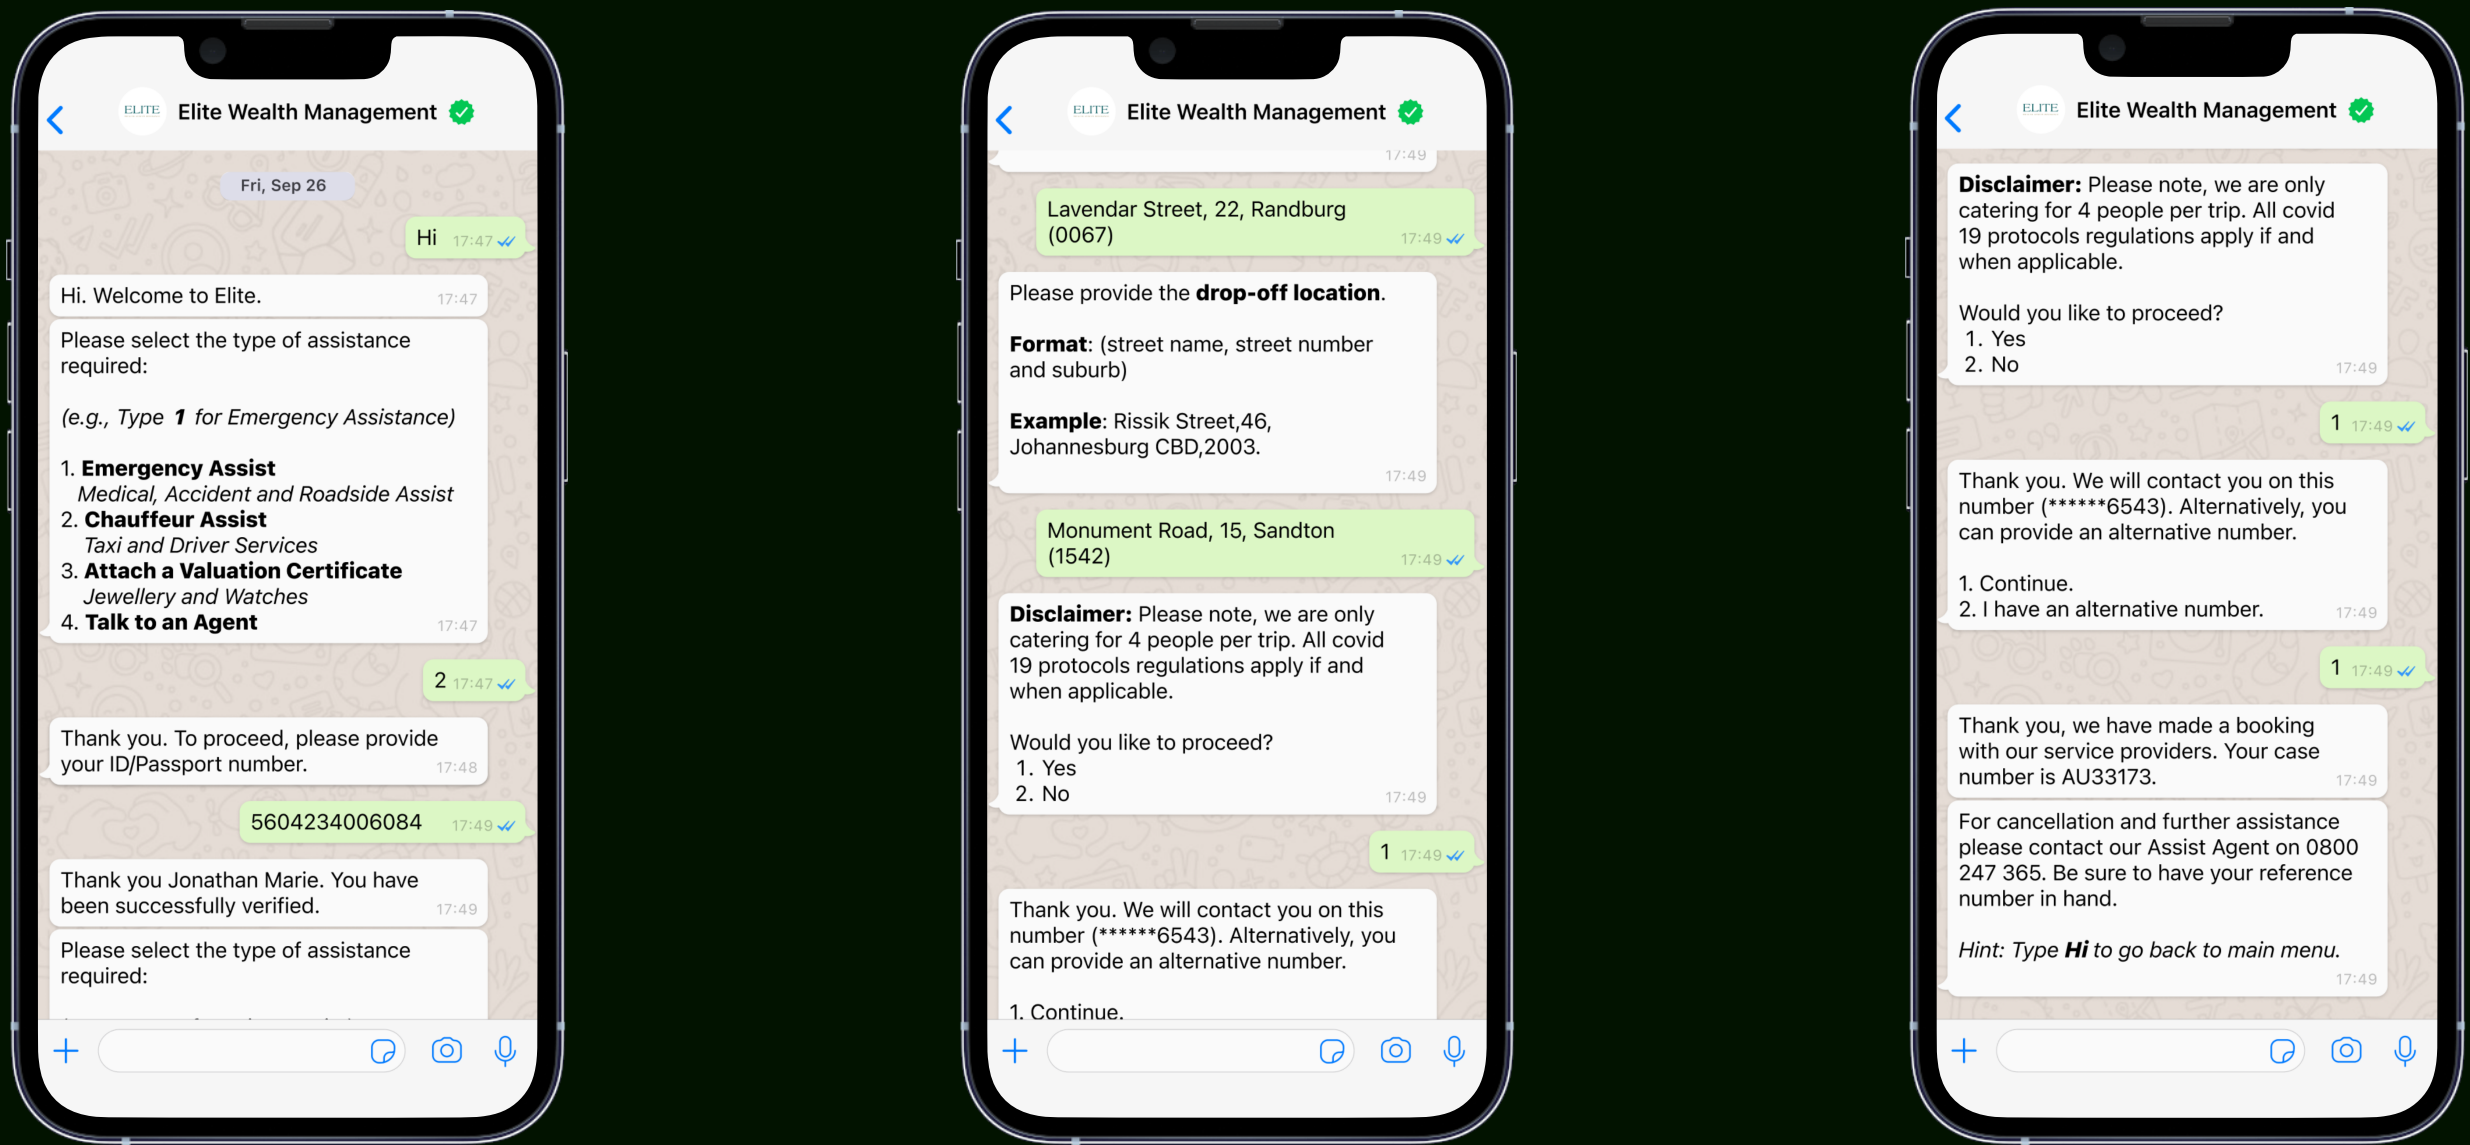 ELITE
Elite Wealth Management
Fri, Sep 26
Hi 17:47
Hi. Welcome to Elite. 17:47
Please select the type of assistance
required:
(e.g., Type 1 for Emergency Assistance)
1. Emergency Assist
Medical, Accident and Roadside Assist
2. Chauffeur Assist
Taxi and Driver Services
3. Attach a Valuation Certificate
Jewellery and Watches
4. Talk to an Agent 17:47
2 17:47
Thank you. To proceed, please provide
your ID/Passport number. 17:48
5604234006084 17:49
Thank you Jonathan Marie. You have
been successfully verified. 17:49
Please select the type of assistance
required:
ELITE
Elite Wealth Management
17:49
Lavendar Street, 22, Randburg
(0067) 17:49
Please provide the drop-off location.
Format: (street name, street number
and suburb)
Example: Rissik Street,46,
Johannesburg CBD,2003.
17:49
Monument Road, 15, Sandton
(1542) 17:49
Disclaimer: Please note, we are only
catering for 4 people per trip. All covid
19 protocols regulations apply if and
when applicable.
Would you like to proceed?
1. Yes
2. No 17:49
1 17:49
Thank you. We will contact you on this
number (******6543). Alternatively, you
can provide an alternative number.
1. Continue.
ELITE
Elite Wealth Management
Disclaimer: Please note, we are only
catering for 4 people per trip. All covid
19 protocols regulations apply if and
when applicable.
Would you like to proceed?
1. Yes
2. No 17:49
1 17:49
Thank you. We will contact you on this
number (******6543). Alternatively, you
can provide an alternative number.
1. Continue.
2. I have an alternative number. 17:49
1 17:49
Thank you, we have made a booking
with our service providers. Your case
number is AU33173. 17:49
For cancellation and further assistance
please contact our Assist Agent on 0800
247 365. Be sure to have your reference
number in hand.
Hint: Type Hi to go back to main menu.
17:49